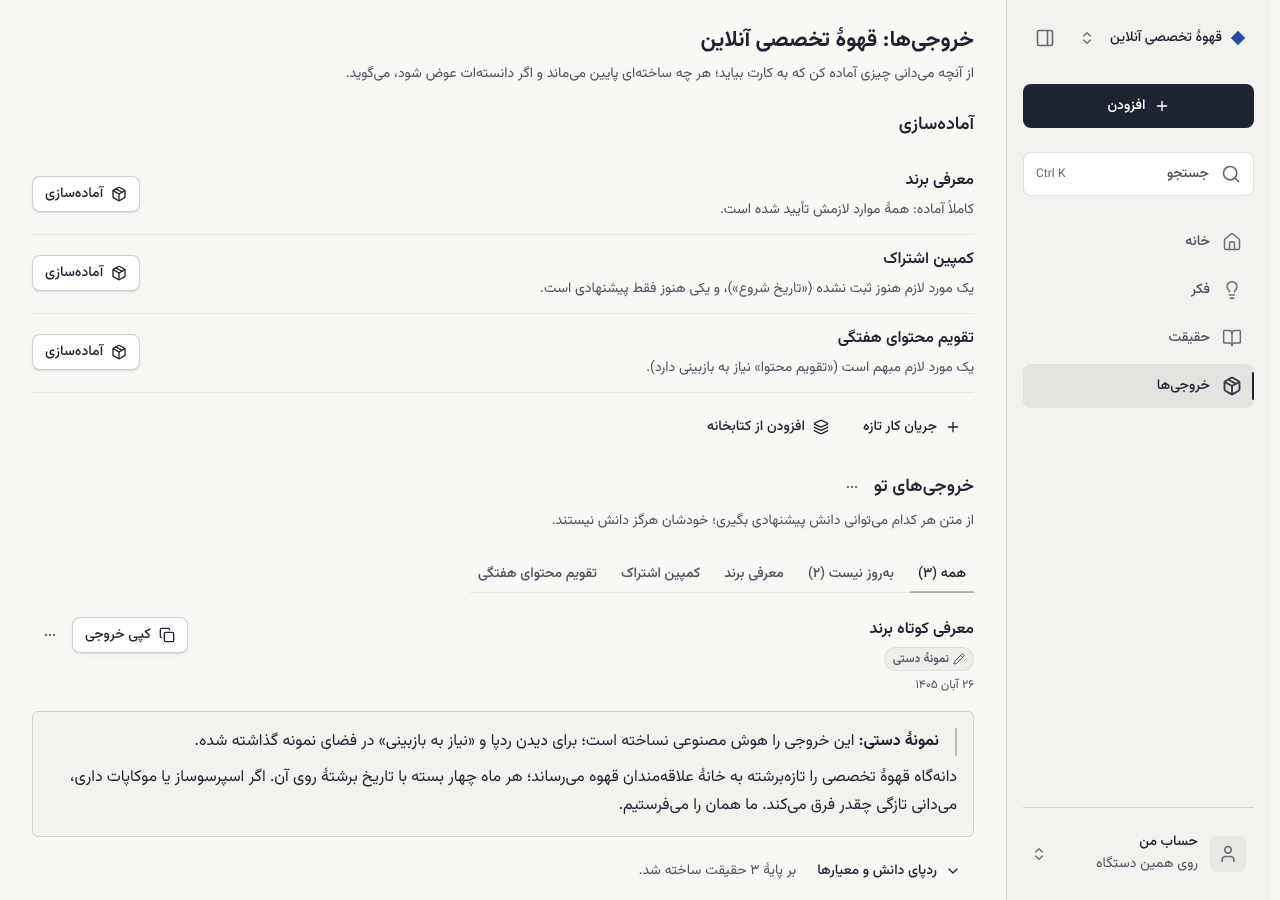 قهوهٔ تخصصی آنلاین
افزودن
جستجو
Ctrl K
خانه
فکر
حقیقت
خروجی‌ها
حساب من
روی همین دستگاه
خروجی‌ها: قهوهٔ تخصصی آنلاین
از آنچه می‌دانی چیزی آماده کن که به کارت بیاید؛ هر چه ساخته‌ای پایین می‌ماند و اگر دانسته‌ات عوض شود، می‌گوید.
آماده‌سازی
معرفی برند
کاملاً آماده: همهٔ موارد لازمش تأیید شده است.
آماده‌سازی
کمپین اشتراک
یک مورد لازم هنوز ثبت نشده («تاریخ شروع»)، و یکی هنوز فقط پیشنهادی است.
آماده‌سازی
تقویم محتوای هفتگی
یک مورد لازم مبهم است («تقویم محتوا» نیاز به بازبینی دارد).
آماده‌سازی
جریان کار تازه
افزودن از کتابخانه
خروجی‌های تو
از متن هر کدام می‌توانی دانش پیشنهادی بگیری؛ خودشان هرگز دانش نیستند.
همه (۳) به‌روز نیست (۲) معرفی برند کمپین اشتراک تقویم محتوای هفتگی
معرفی کوتاه برند
کپی خروجی
نمونهٔ دستی
۲۶ آبان ۱۴۰۵
نمونهٔ دستی: این خروجی را هوش مصنوعی نساخته است؛ برای دیدن ردپا و «نیاز به بازبینی» در فضای نمونه گذاشته شده.
دانه‌گاه قهوهٔ تخصصی را تازه‌برشته به خانهٔ علاقه‌مندان قهوه می‌رساند؛ هر ماه چهار بسته با تاریخ برشتهٔ روی آن. اگر اسپرسوساز یا موکاپات داری،
می‌دانی تازگی چقدر فرق می‌کند. ما همان را می‌فرستیم.
ردپای دانش و معیارها
بر پایهٔ ۳ حقیقت ساخته شد.